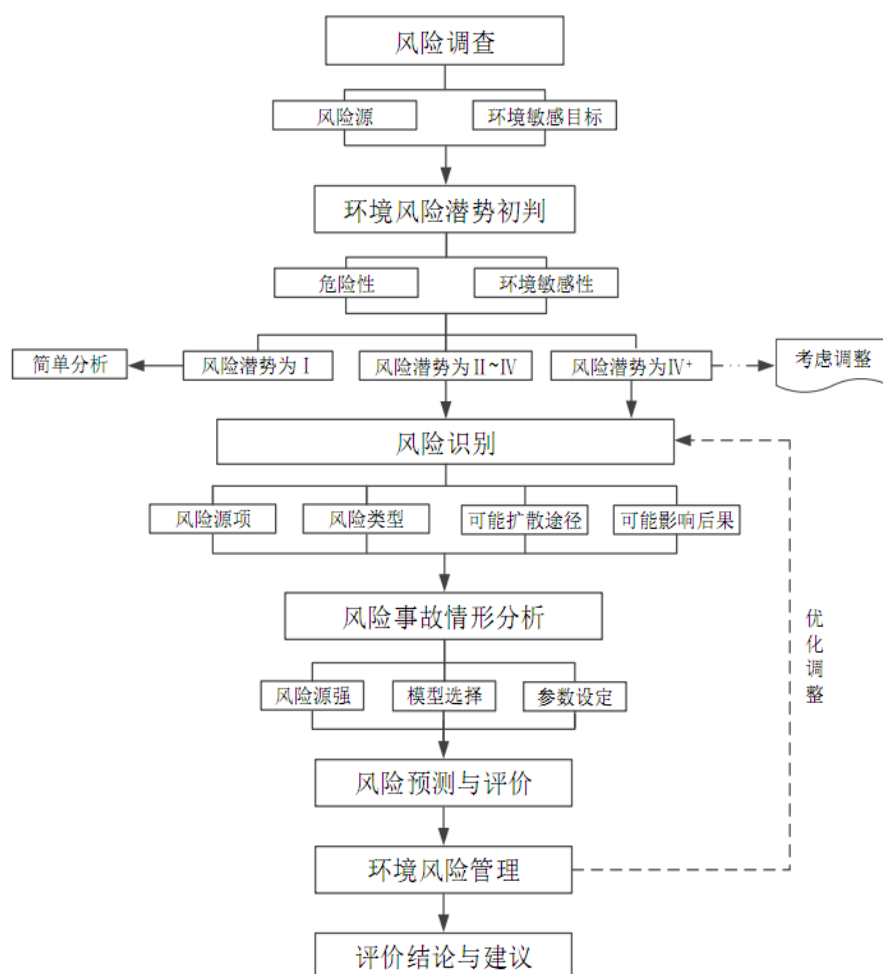 风险调查
风险源
环境敏感目标
环境风险潜势初判
危险性
环境敏感性
简单分析
风险潜势为Ⅰ
风险潜势为Ⅱ~Ⅳ
风险潜势为Ⅳ⁺
考虑调整
风险识别
风险源项
风险类型
可能扩散途径
可能影响后果
风险事故情形分析
优化调整
风险源强
模型选择
参数设定
风险预测与评价
环境风险管理
评价结论与建议